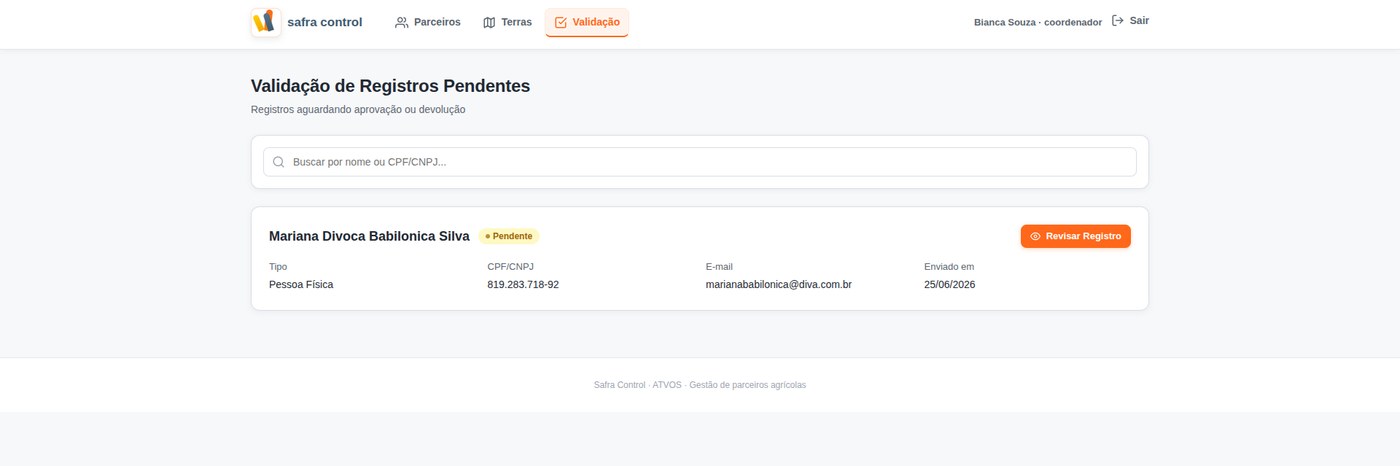 safra control
Parceiros
Terras
Validação
Bianca Souza · coordenador
Sair
Validação de Registros Pendentes
Registros aguardando aprovação ou devolução
Buscar por nome ou CPF/CNPJ...
Mariana Divoca Babilonica Silva
Pendente
Revisar Registro
Tipo
CPF/CNPJ
E-mail
Enviado em
Pessoa Física
819.283.718-92
marianababilonica@diva.com.br
25/06/2026
Safra Control · ATVOS · Gestão de parceiros agrícolas